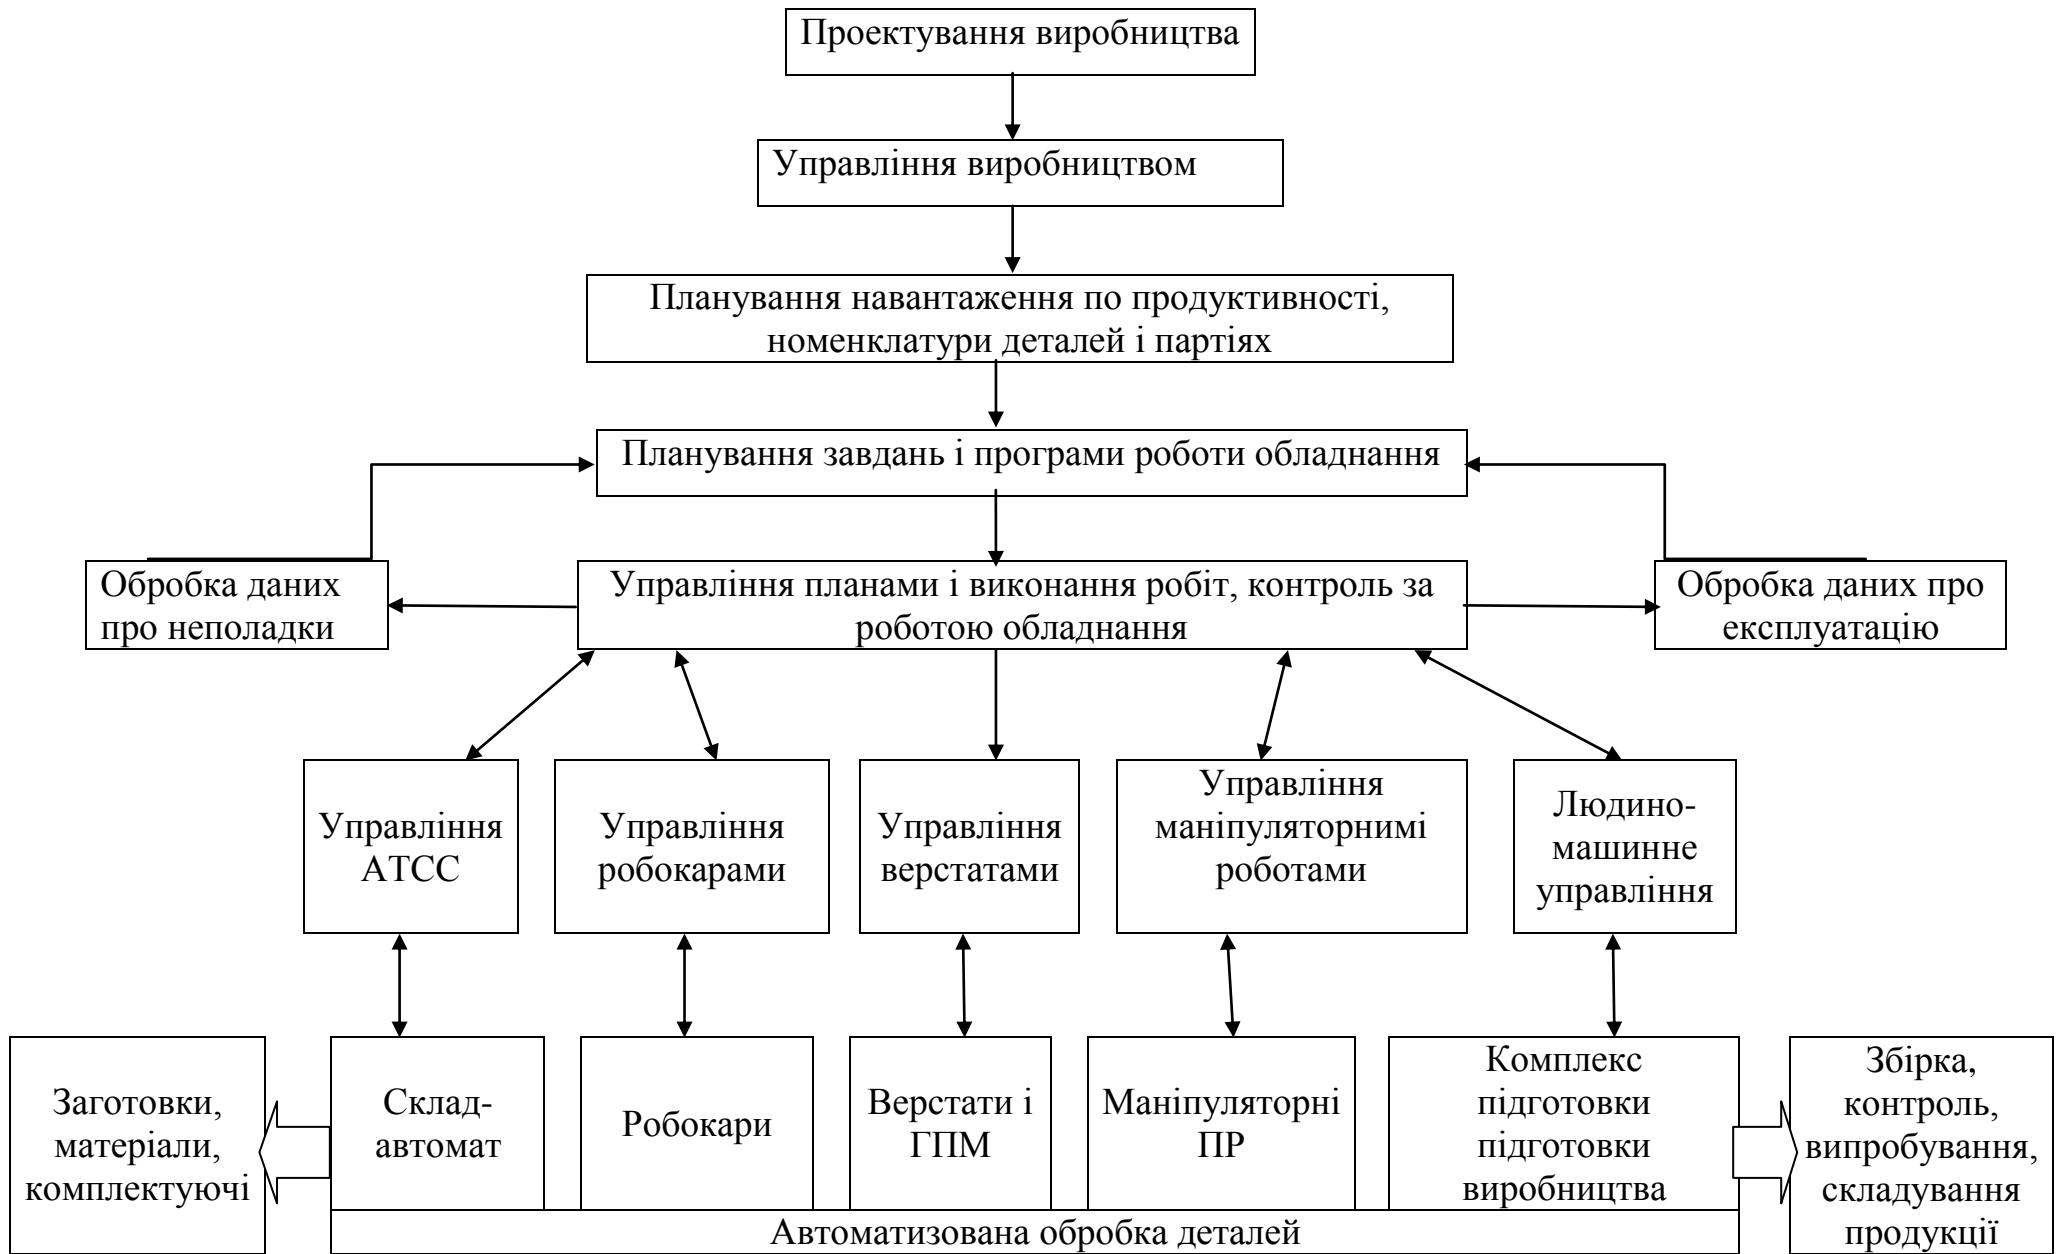 Проектування виробництва
Управління виробництвом
Планування навантаження по продуктивності,
номенклатури деталей і партіях
Планування завдань і програми роботи обладнання
Обробка даних
про неполадки
Управління планами і виконання робіт, контроль за
роботою обладнання
Обробка даних про
експлуатацію
Управління
АТСС
Управління
робокарами
Управління
верстатами
Управління
маніпуляторнимі
роботами
Людино-
машинне
управління
Заготовки,
матеріали,
комплектуючі
Склад-
автомат
Робокари
Верстати і
ГПМ
Маніпуляторні
ПР
Комплекс
підготовки
підготовки
виробництва
Збірка,
контроль,
випробування,
складування
продукції
Автоматизована обробка деталей